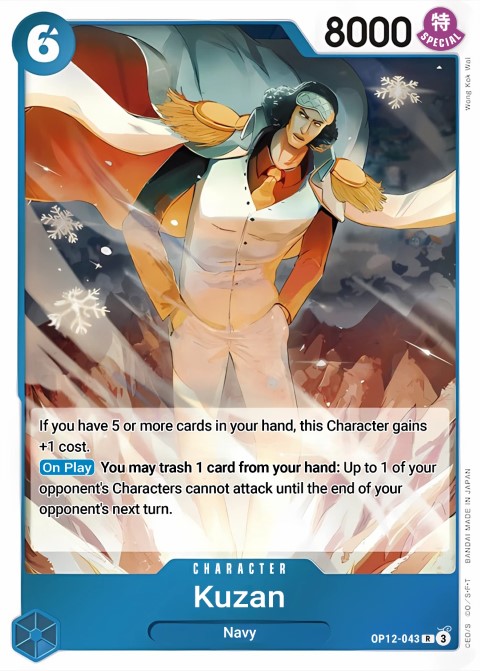 6
8000
特
SPECIAL
Wong Kok Wai
If you have 5 or more cards in your hand, this Character gains
+1 cost.
On Play You may trash 1 card from your hand: Up to 1 of your
opponent's Characters cannot attack until the end of your
opponent's next turn.
©E.O/S. ©O/S·F·T BANDAI MADE IN JAPAN
CHARACTER
Kuzan
Navy
OP12-043 R 3